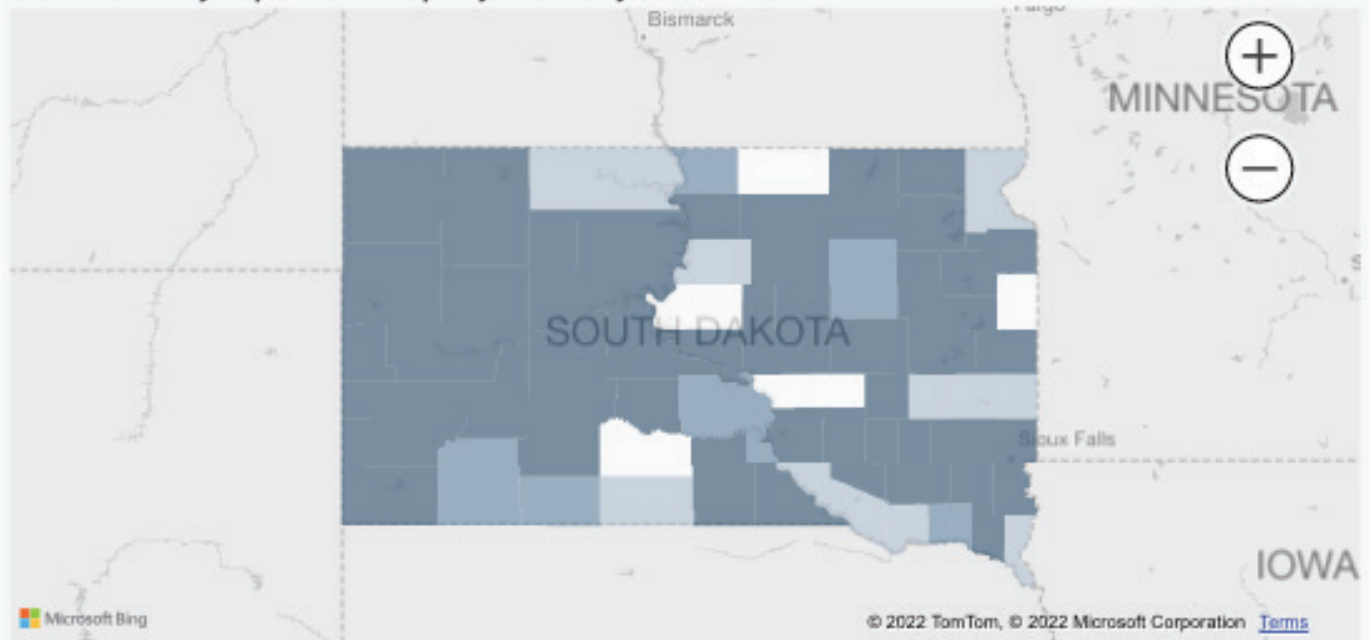 Bismarck
MINNESOTA
SOUTH DAKOTA
Sioux Falls
IOWA
Microsoft Bing
© 2022 TomTom, © 2022 Microsoft Corporation Terms